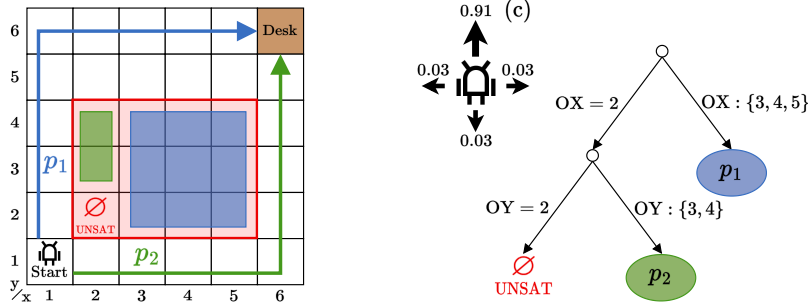 6
Desk
5
4
3
p₁
2
∅
UNSAT
1
Start
p₂
y/x 1 2 3 4 5 6
(c)
0.91
0.03 0.03
0.03
OX = 2
OX : {3, 4, 5}
p₁
OY = 2
OY : {3, 4}
∅
UNSAT
p₂